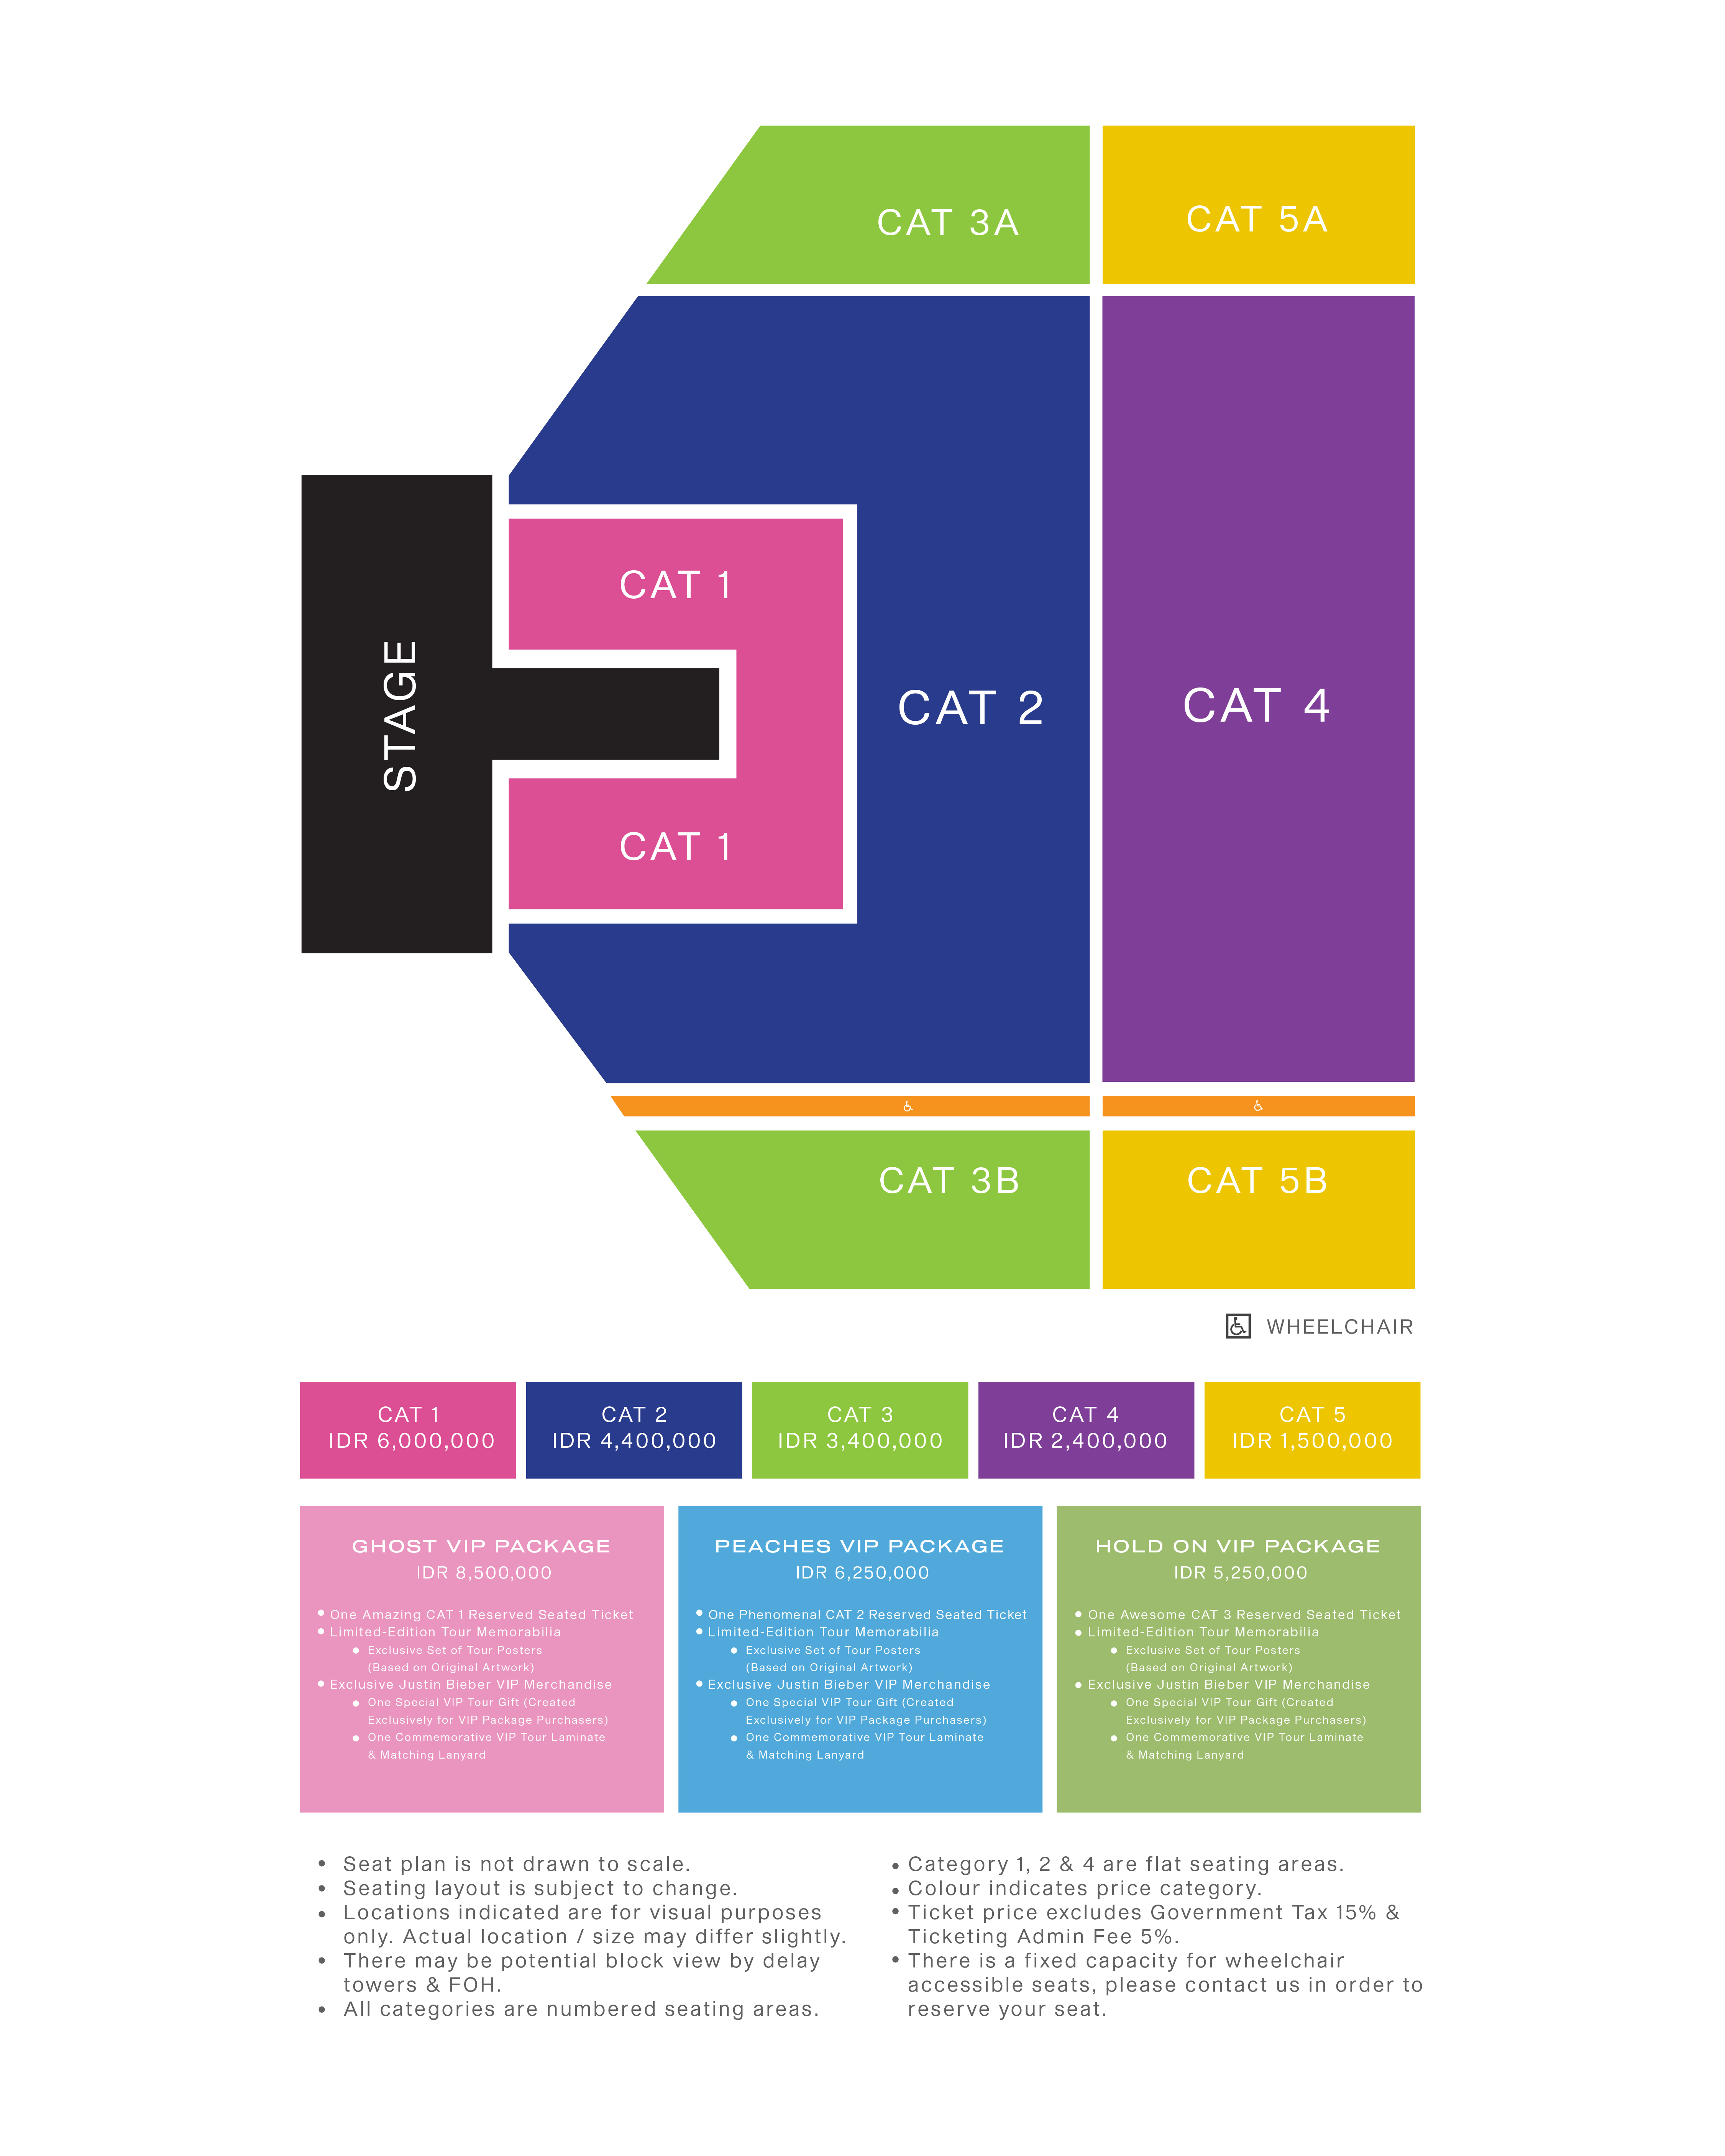 CAT 3A
CAT 5A
CAT 1
STAGE
CAT 2
CAT 4
CAT 1
CAT 3B
CAT 5B
WHEELCHAIR
CAT 1
IDR 6,000,000
CAT 2
IDR 4,400,000
CAT 3
IDR 3,400,000
CAT 4
IDR 2,400,000
CAT 5
IDR 1,500,000
GHOST VIP PACKAGE
IDR 8,500,000
• One Amazing CAT 1 Reserved Seated Ticket
• Limited-Edition Tour Memorabilia
• Exclusive Set of Tour Posters
(Based on Original Artwork)
• Exclusive Justin Bieber VIP Merchandise
• One Special VIP Tour Gift (Created
Exclusively for VIP Package Purchasers)
• One Commemorative VIP Tour Laminate
& Matching Lanyard
PEACHES VIP PACKAGE
IDR 6,250,000
• One Phenomenal CAT 2 Reserved Seated Ticket
• Limited-Edition Tour Memorabilia
• Exclusive Set of Tour Posters
(Based on Original Artwork)
• Exclusive Justin Bieber VIP Merchandise
• One Special VIP Tour Gift (Created
Exclusively for VIP Package Purchasers)
• One Commemorative VIP Tour Laminate
& Matching Lanyard
HOLD ON VIP PACKAGE
IDR 5,250,000
• One Awesome CAT 3 Reserved Seated Ticket
• Limited-Edition Tour Memorabilia
• Exclusive Set of Tour Posters
(Based on Original Artwork)
• Exclusive Justin Bieber VIP Merchandise
• One Special VIP Tour Gift (Created
Exclusively for VIP Package Purchasers)
• One Commemorative VIP Tour Laminate
& Matching Lanyard
• Seat plan is not drawn to scale.
• Seating layout is subject to change.
• Locations indicated are for visual purposes
only. Actual location / size may differ slightly.
• There may be potential block view by delay
towers & FOH.
• All categories are numbered seating areas.
• Category 1, 2 & 4 are flat seating areas.
• Colour indicates price category.
• Ticket price excludes Government Tax 15% &
Ticketing Admin Fee 5%.
• There is a fixed capacity for wheelchair
accessible seats, please contact us in order to
reserve your seat.